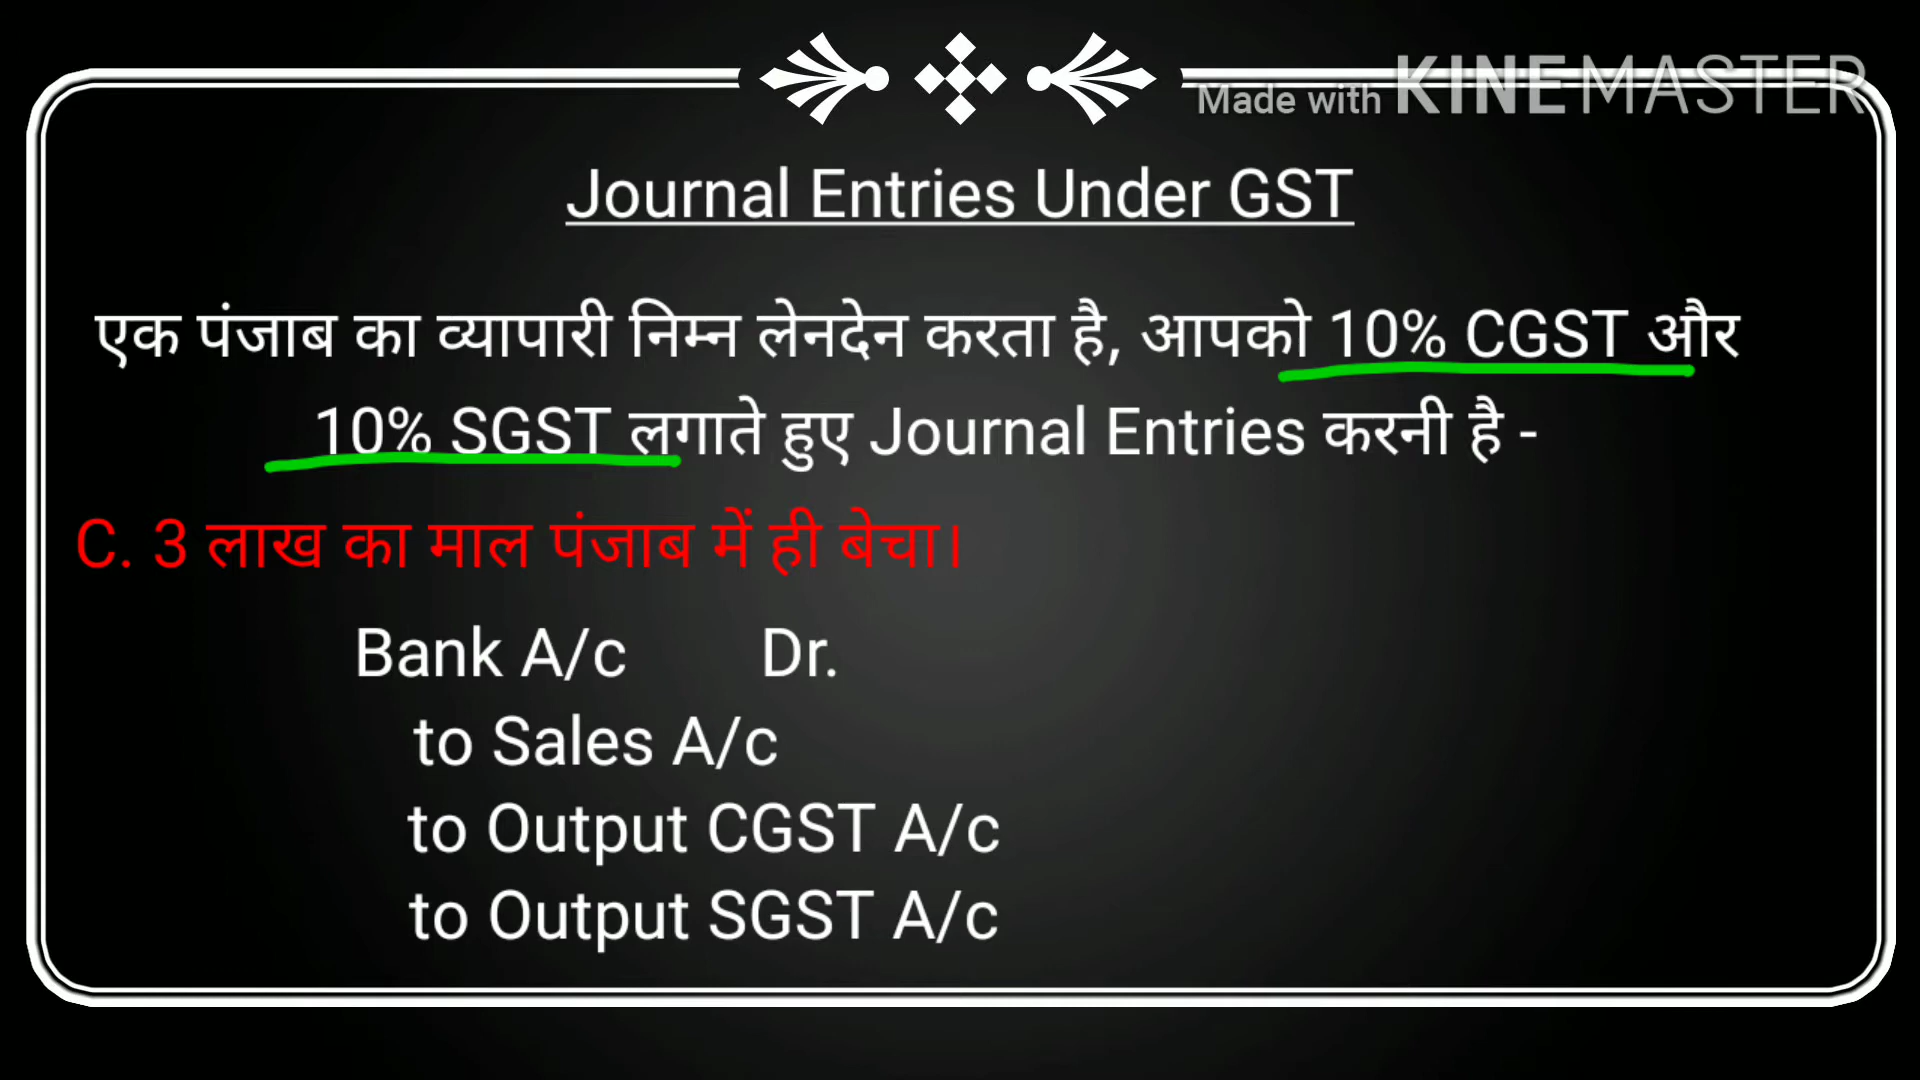 Made with KINEMASTER
Journal Entries Under GST
एक पंजाब का व्यापारी निम्न लेनदेन करता है, आपको 10% CGST और
10% SGST लगाते हुए Journal Entries करनी है -
C. 3 लाख का माल पंजाब में ही बेचा।
Bank A/c Dr.
to Sales A/c
to Output CGST A/c
to Output SGST A/c